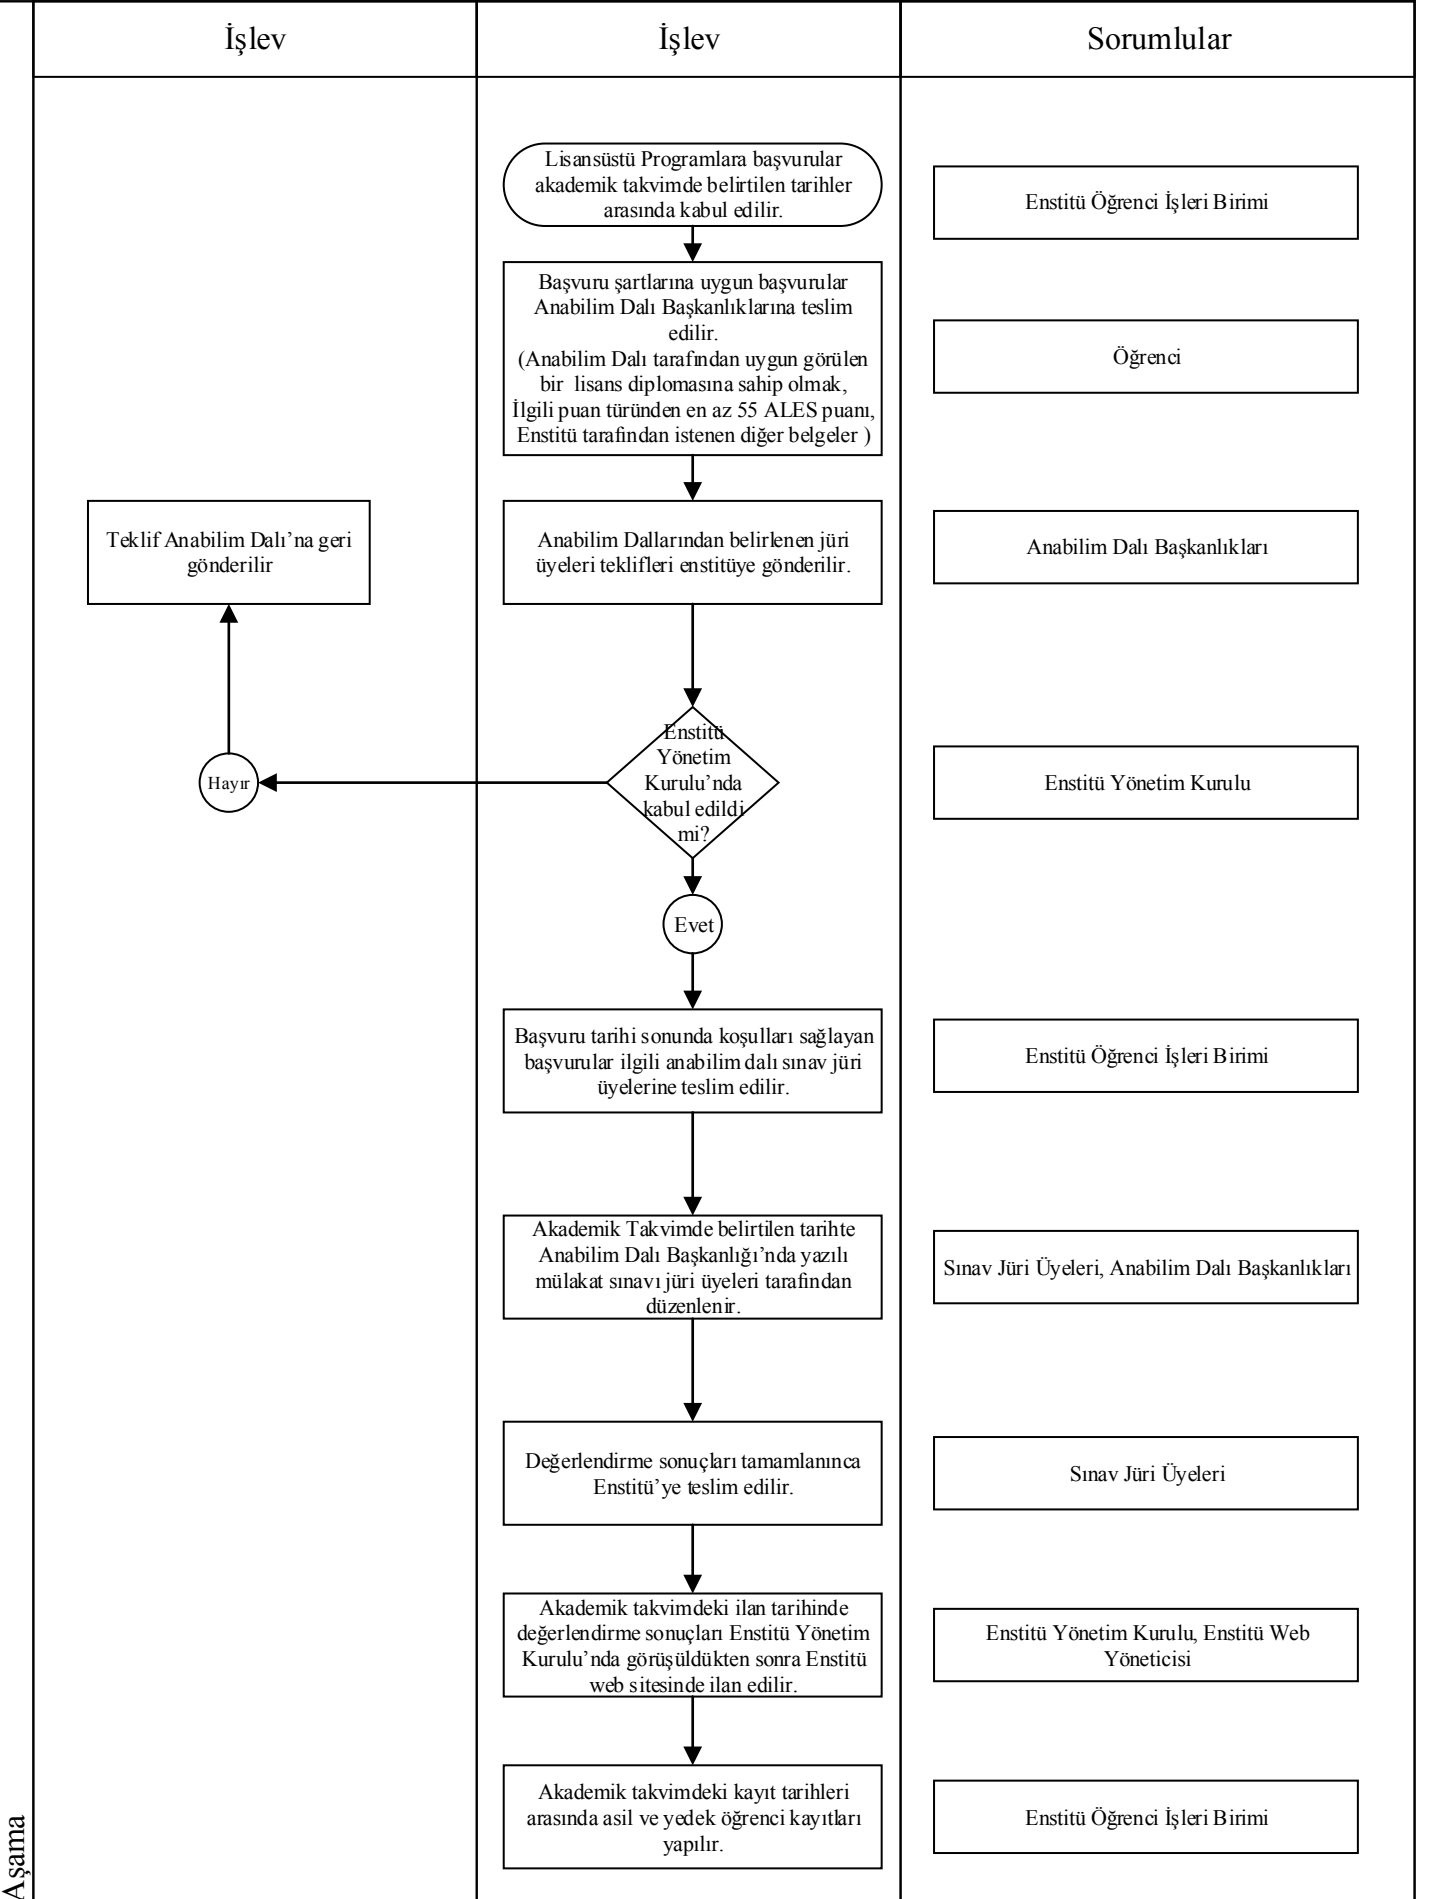 İşlev
İşlev
Sorumlular
Lisansüstü Programlara başvurular
akademik takvimde belirtilen tarihler
arasında kabul edilir.
Enstitü Öğrenci İşleri Birimi
Başvuru şartlarına uygun başvurular
Anabilim Dalı Başkanlıklarına teslim
edilir.
(Anabilim Dalı tarafından uygun görülen
bir lisans diplomasına sahip olmak,
İlgili puan türünden en az 55 ALES puanı,
Enstitü tarafından istenen diğer belgeler )
Öğrenci
Teklif Anabilim Dalı’na geri
gönderilir
Anabilim Dallarından belirlenen jüri
üyeleri teklifleri enstitüye gönderilir.
Anabilim Dalı Başkanlıkları
Hayır
Enstitü
Yönetim
Kurulu’nda
kabul edildi
mi?
Enstitü Yönetim Kurulu
Evet
Başvuru tarihi sonunda koşulları sağlayan
başvurular ilgili anabilim dalı sınav jüri
üyelerine teslim edilir.
Enstitü Öğrenci İşleri Birimi
Akademik Takvimde belirtilen tarihte
Anabilim Dalı Başkanlığı’nda yazılı
mülakat sınavı jüri üyeleri tarafından
düzenlenir.
Sınav Jüri Üyeleri, Anabilim Dalı Başkanlıkları
Değerlendirme sonuçları tamamlanınca
Enstitü’ye teslim edilir.
Sınav Jüri Üyeleri
Akademik takvimdeki ilan tarihinde
değerlendirme sonuçları Enstitü Yönetim
Kurulu’nda görüşüldükten sonra Enstitü
web sitesinde ilan edilir.
Enstitü Yönetim Kurulu, Enstitü Web
Yöneticisi
Akademik takvimdeki kayıt tarihleri
arasında asil ve yedek öğrenci kayıtları
yapılır.
Enstitü Öğrenci İşleri Birimi
Aşama